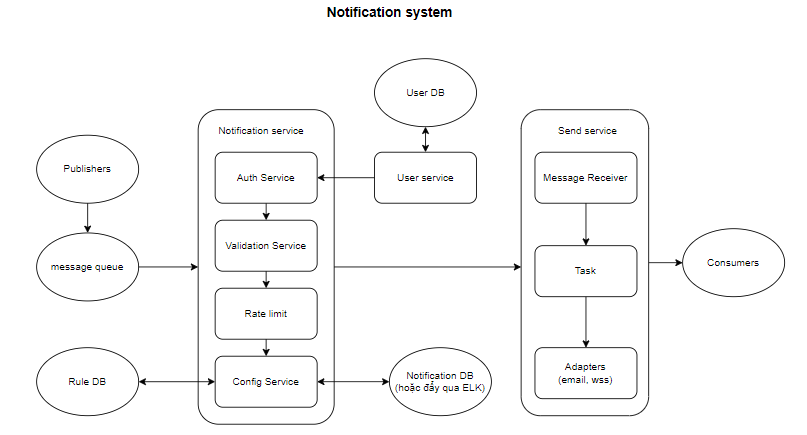 Notification system
User DB
Notification service
Send service
Publishers
Auth Service
User service
Message Receiver
Validation Service
message queue
Task
Consumers
Rate limit
Rule DB
Config Service
Notification DB
(hoặc đẩy qua ELK)
Adapters
(email, wss)